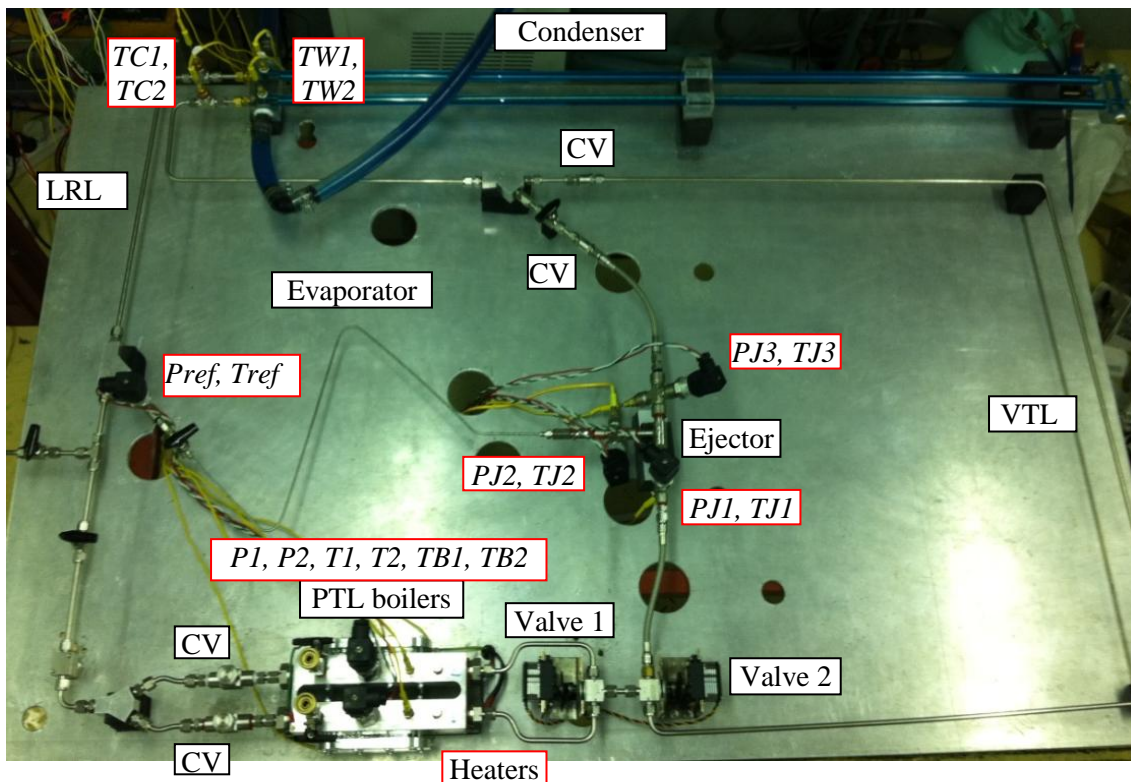 Condenser
TC1,
TC2
TW1,
TW2
CV
LRL
CV
Evaporator
Pref, Tref
PJ3, TJ3
VTL
Ejector
PJ2, TJ2
PJ1, TJ1
P1, P2, T1, T2, TB1, TB2
PTL boilers
Valve 1
CV
Valve 2
CV
Heaters